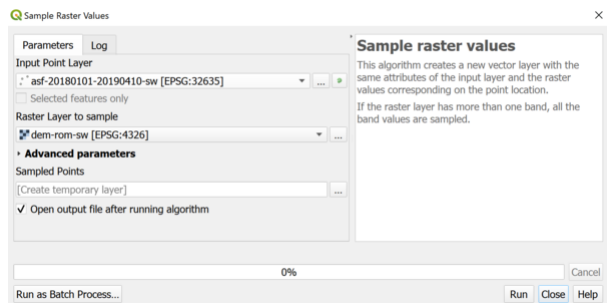 Sample Raster Values
Parameters Log
Input Point Layer
asf-20180101-20190410-sw [EPSG:32635]
Selected features only
Raster Layer to sample
dem-rom-sw [EPSG:4326]
Advanced parameters
Sampled Points
[Create temporary layer]
Open output file after running algorithm
Sample raster values
This algorithm creates a new vector layer with the
same attributes of the input layer and the raster
values corresponding on the point location.
If the raster layer has more than one band, all the
band values are sampled.
0%
Cancel
Run as Batch Process...
Run Close Help